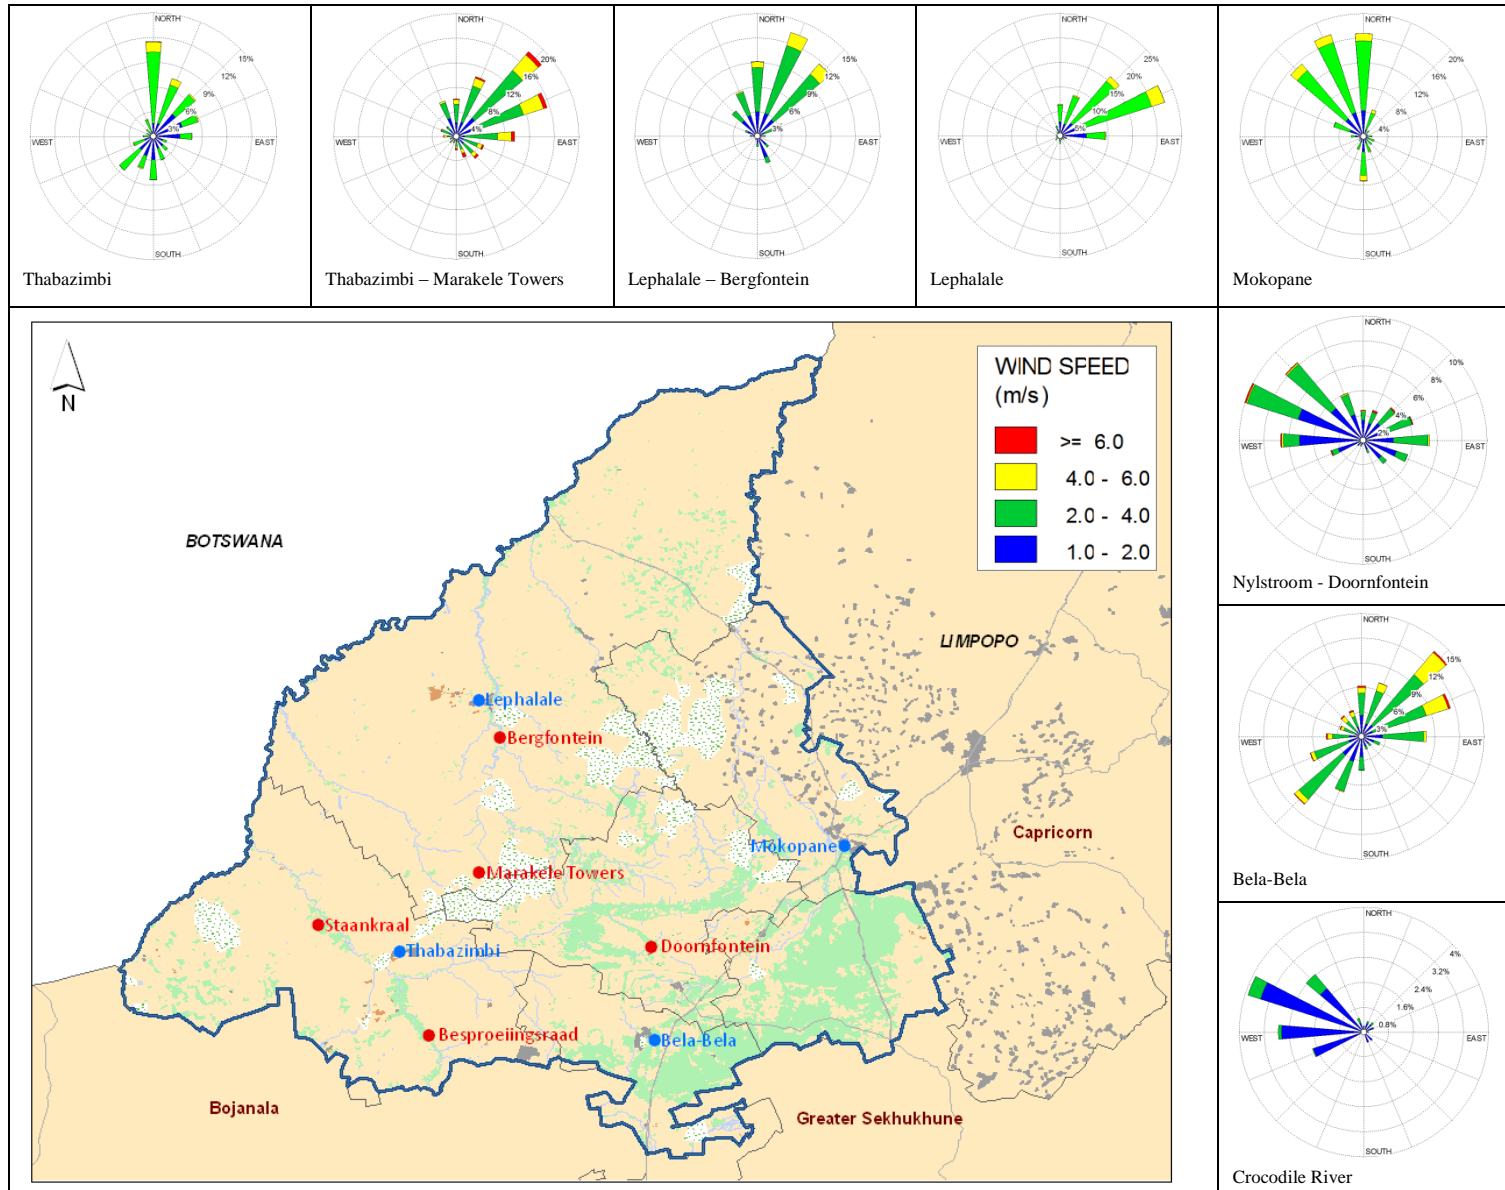 NORTH
15%
12%
9%
6%
3%
WEST
EAST
SOUTH
Thabazimbi
NORTH
20%
16%
12%
8%
4%
WEST
EAST
SOUTH
Thabazimbi – Marakele Towers
NORTH
15%
12%
9%
6%
3%
WEST
EAST
SOUTH
Lephalale – Bergfontein
NORTH
25%
20%
15%
10%
5%
WEST
EAST
SOUTH
Lephalale
NORTH
20%
16%
12%
8%
4%
WEST
EAST
SOUTH
Mokopane
N
BOTSWANA
WIND SPEED
(m/s)
>= 6.0
4.0 - 6.0
2.0 - 4.0
1.0 - 2.0
LIMPOPO
Lephalale
Bergfontein
Mokopane
Capricorn
Marakele Towers
Staankraal
Thabazimbi
Doornfontein
Besproeiingsraad
Bela-Bela
Bojanala
Greater Sekhukhune
NORTH
10%
8%
6%
4%
2%
WEST
EAST
SOUTH
Nylstroom - Doornfontein
NORTH
15%
12%
9%
6%
3%
WEST
EAST
SOUTH
Bela-Bela
NORTH
4%
3.2%
2.4%
1.6%
0.8%
WEST
EAST
SOUTH
Crocodile River